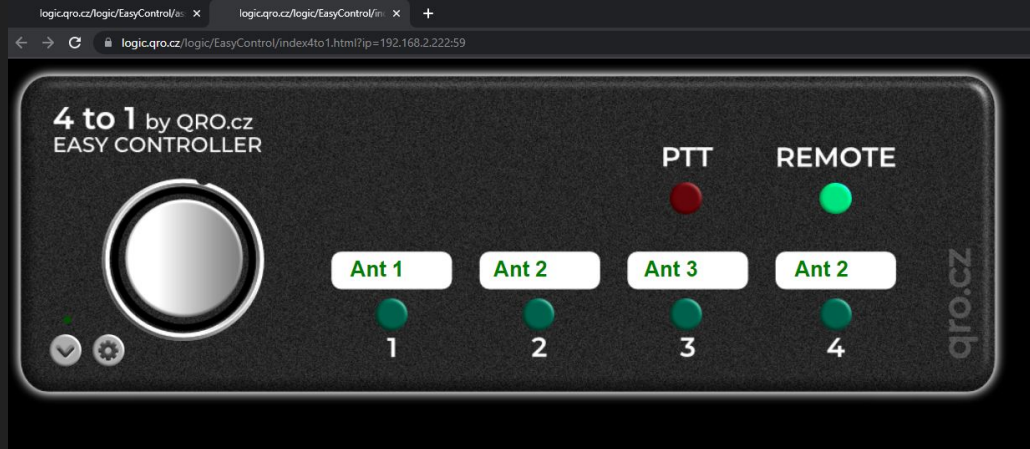 logic.qro.cz/logic/EasyControl/as
logic.qro.cz/logic/EasyControl/in
logic.qro.cz/logic/EasyControl/index4to1.html?ip=192.168.2.222:59
4 to 1 by QRO.cz
EASY CONTROLLER
PTT
REMOTE
Ant 1
Ant 2
Ant 3
Ant 2
1
2
3
4
qro.cz